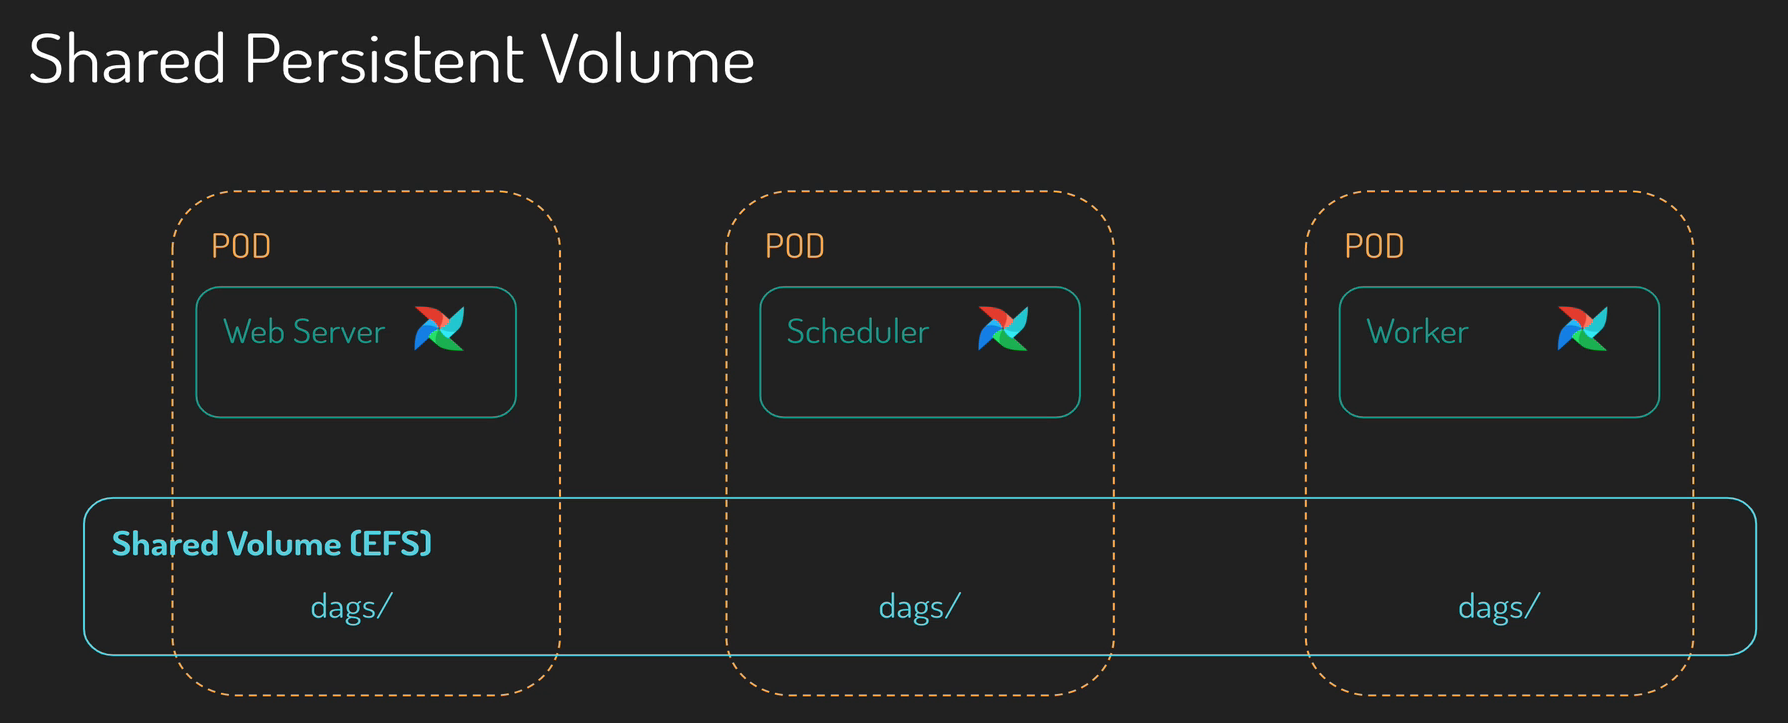 Shared Persistent Volume
POD
POD
POD
Web Server
Scheduler
Worker
Shared Volume (EFS)
dags/
dags/
dags/